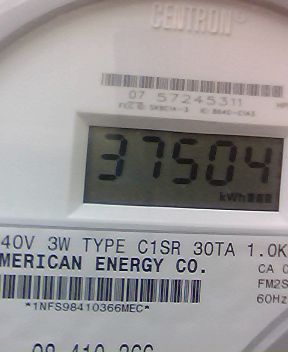 CENTRON®
07 57245311
37504
kWh
40V 3W TYPE C1SR 30TA 1.0K
MERICAN ENERGY CO.
CA 0
FM2S
60Hz
*1NFS98410366MEC*